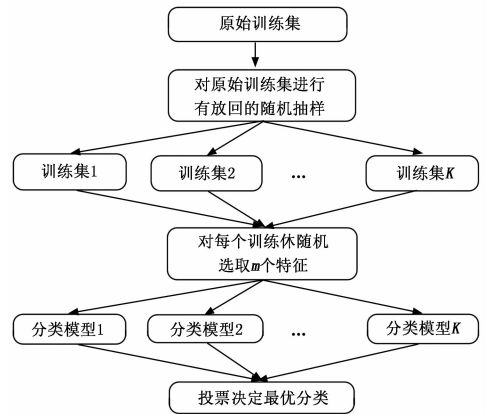 原始训练集
对原始训练集进行
有放回的随机抽样
训练集1
训练集2
...
训练集K
对每个训练休随机
选取m个特征
分类模型1
分类模型2
...
分类模型K
投票决定最优分类